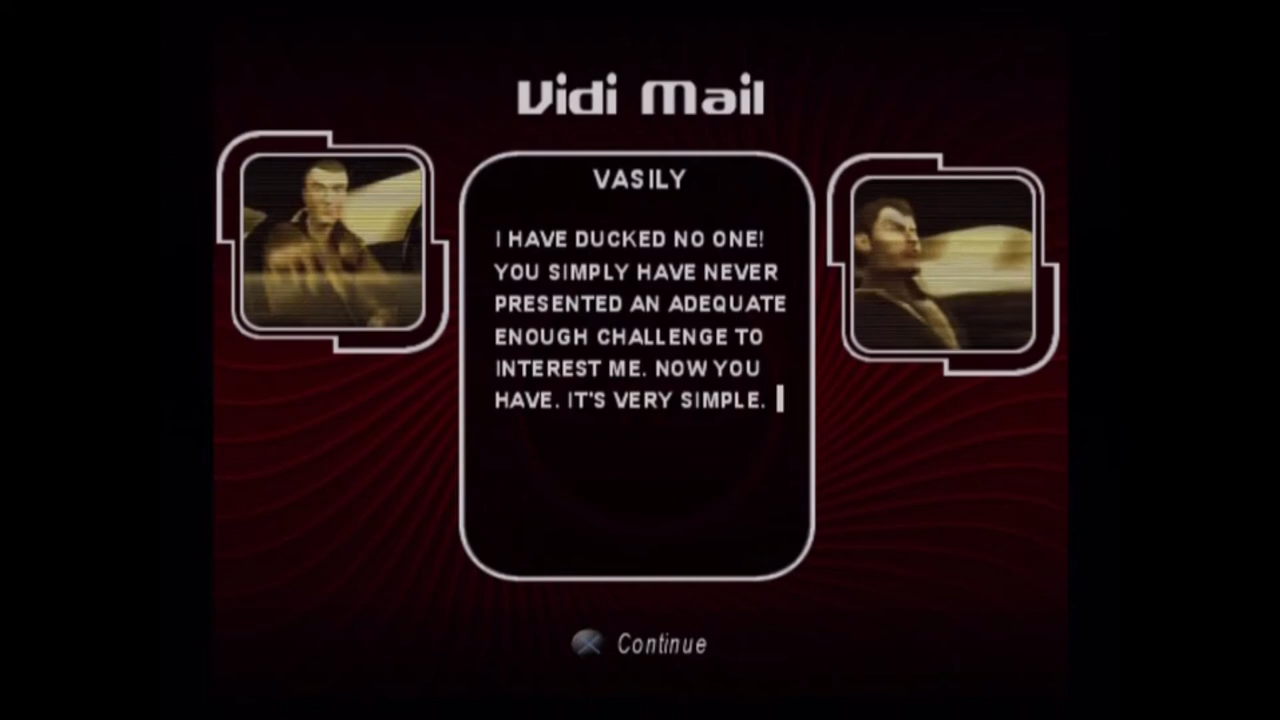 Vidi Mail
VASILY
I HAVE DUCKED NO ONE!
YOU SIMPLY HAVE NEVER
PRESENTED AN ADEQUATE
ENOUGH CHALLENGE TO
INTEREST ME. NOW YOU
HAVE. IT'S VERY SIMPLE.
Continue